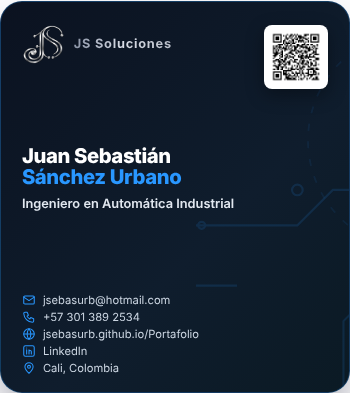 JS Soluciones
Juan Sebastián
Sánchez Urbano
Ingeniero en Automática Industrial
jsebasurb@hotmail.com
+57 301 389 2534
jsebasurb.github.io/Portafolio
LinkedIn
Cali, Colombia